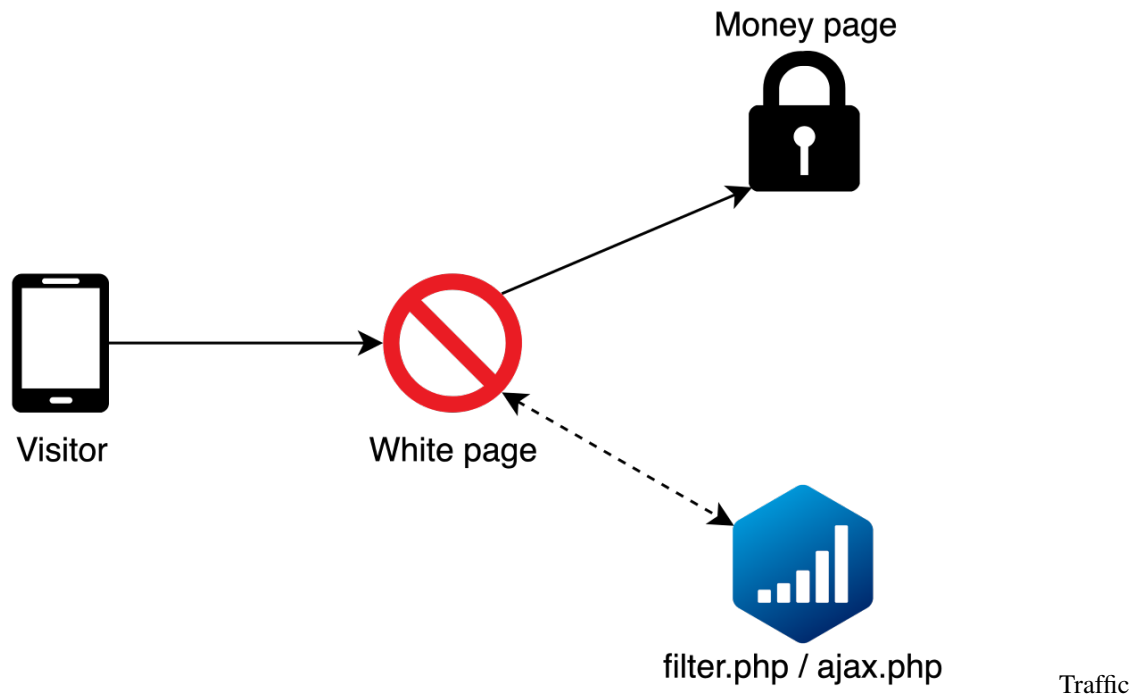 Money page
Visitor
White page
filter.php / ajax.php
Traffic